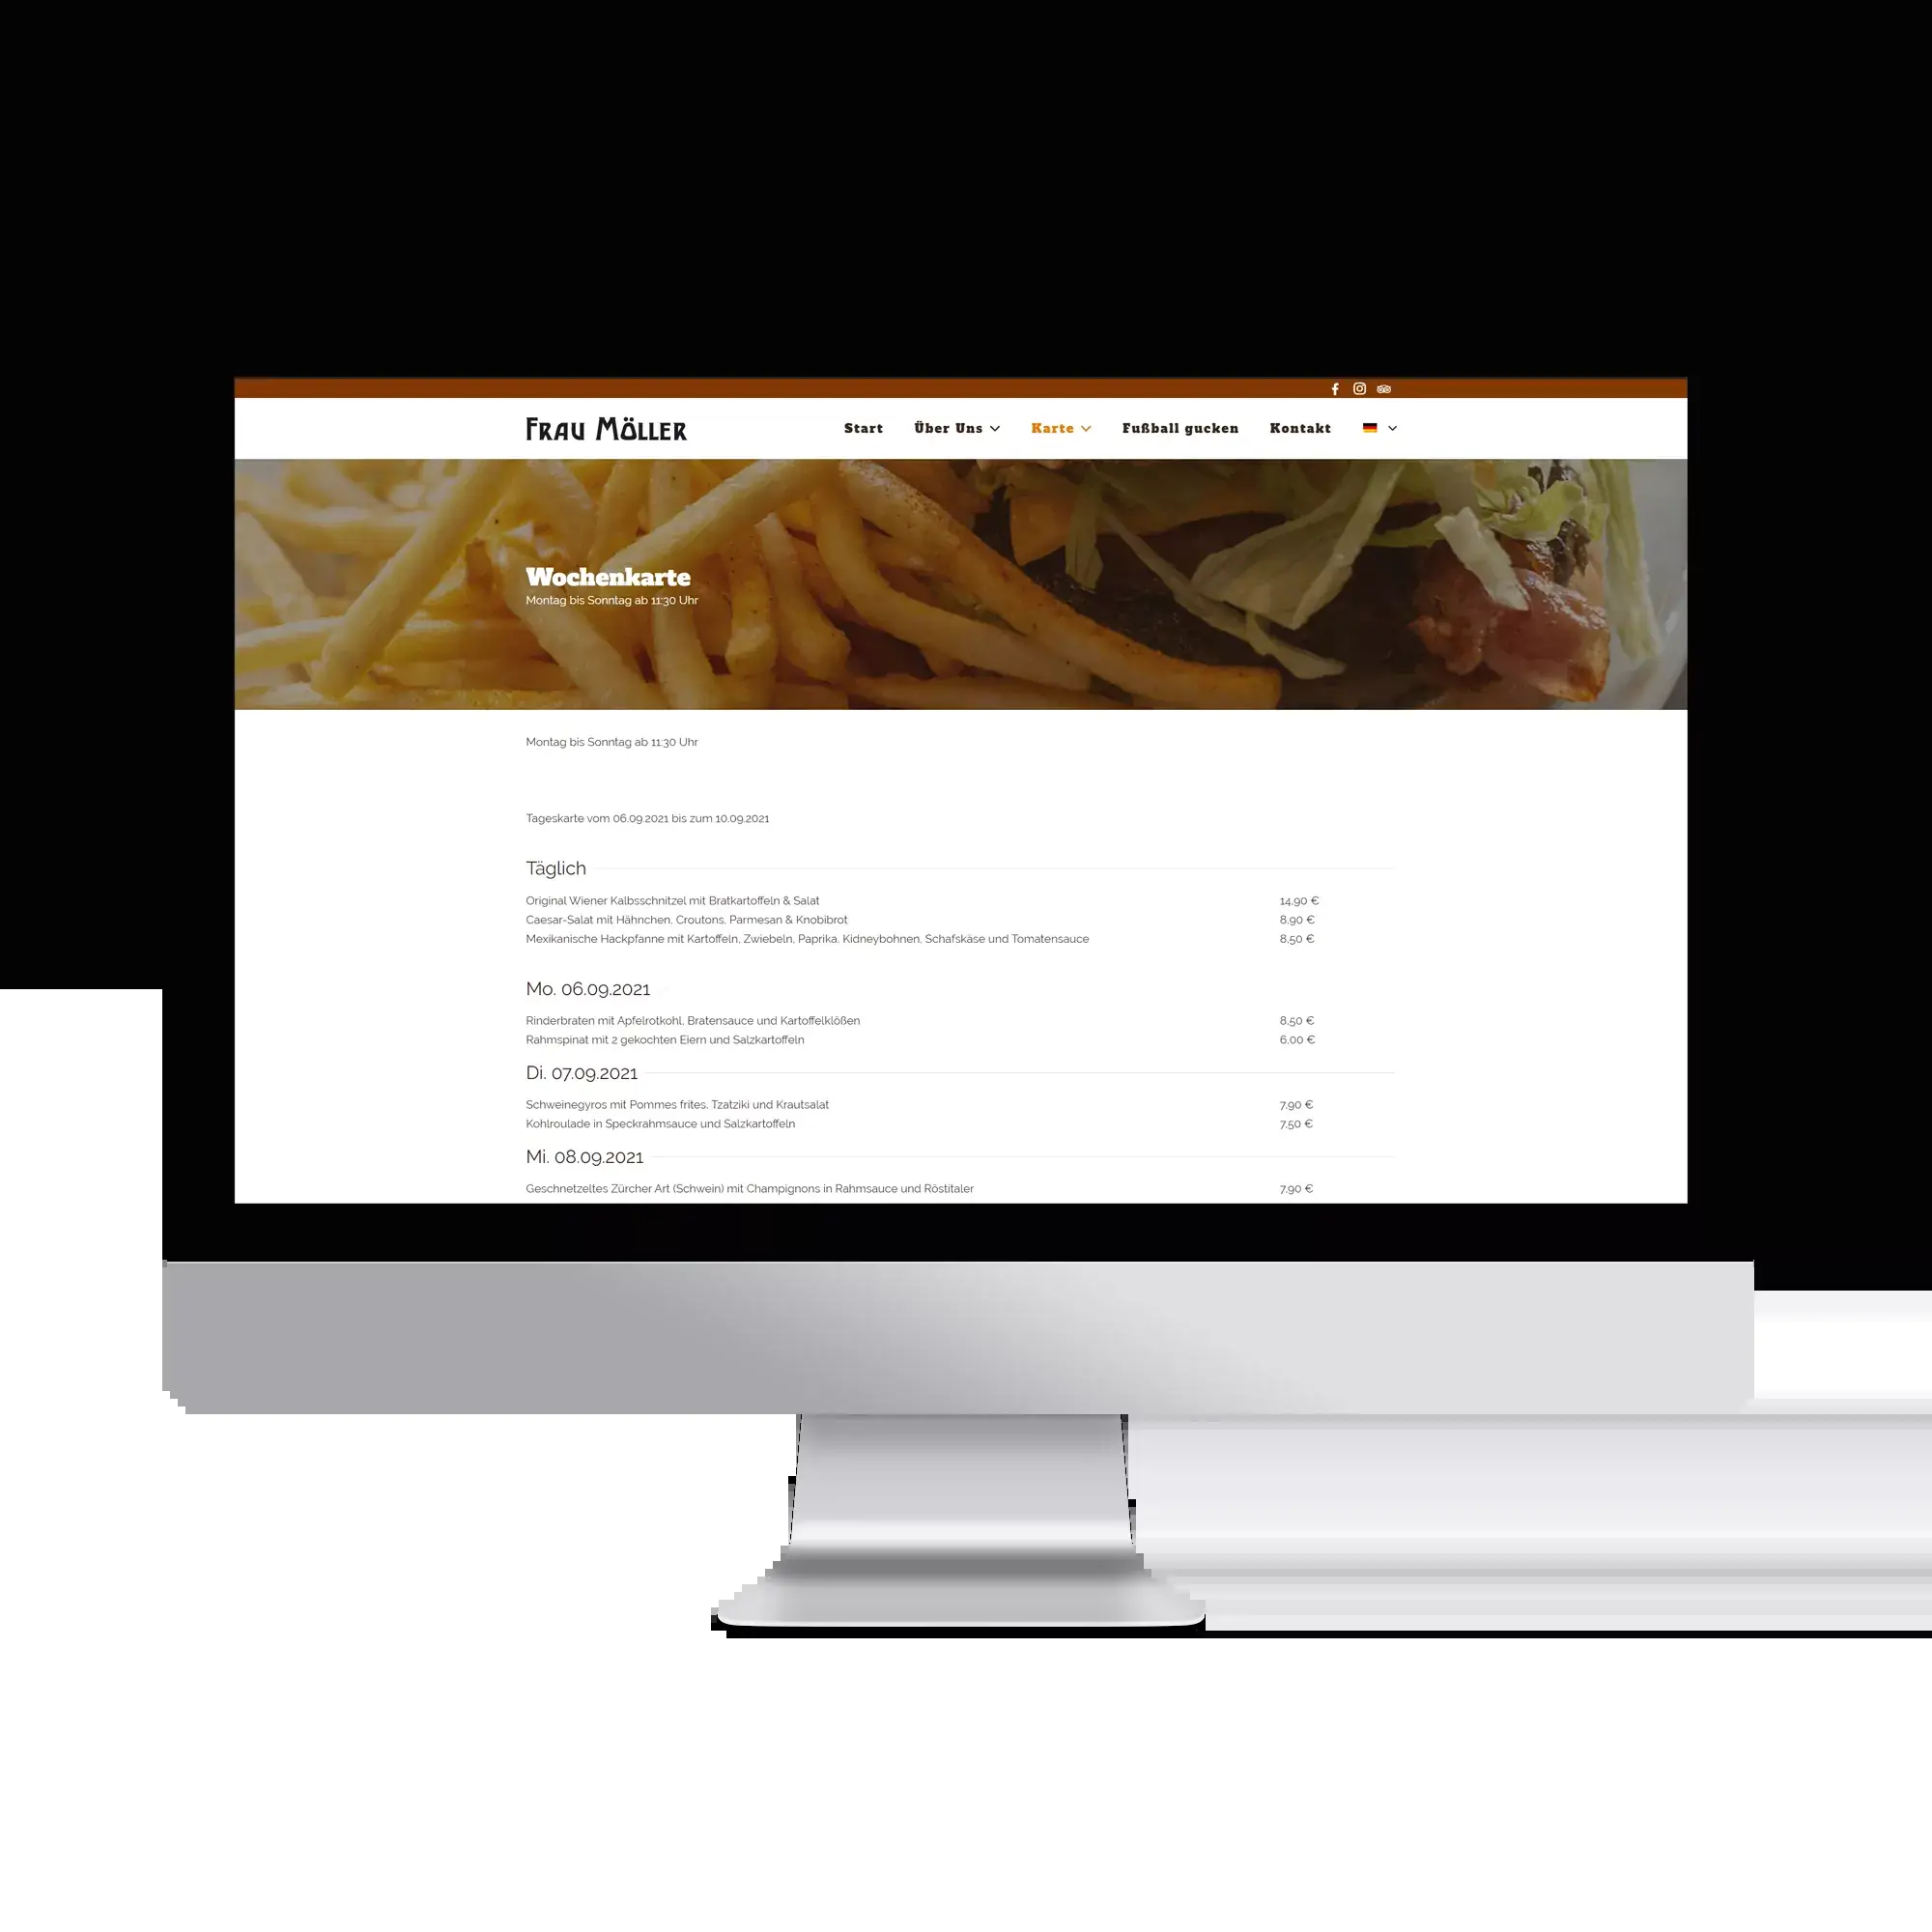 Frau Möller
Start Über Uns Karte Fußball gucken Kontakt
Wochenkarte
Montag bis Sonntag ab 11:30 Uhr
Montag bis Sonntag ab 11:30 Uhr
Tageskarte vom 06.09.2021 bis zum 10.09.2021
Täglich
Original Wiener Kalbsschnitzel mit Bratkartoffeln & Salat 14,90 €
Caesar-Salat mit Hähnchen, Croutons, Parmesan & Knobibrot 8,90 €
Mexikanische Hackpfanne mit Kartoffeln, Zwiebeln, Paprika, Kidneybohnen, Schafskäse und Tomatensauce 8,50 €
Mo. 06.09.2021
Rinderbraten mit Apfelrotkohl, Bratensauce und Kartoffelklößen 8,50 €
Rahmspinat mit 2 gekochten Eiern und Salzkartoffeln 6,00 €
Di. 07.09.2021
Schweinegyros mit Pommes frites, Tzatziki und Krautsalat 7,90 €
Kohlroulade in Speckrahmsauce und Salzkartoffeln 7,50 €
Mi. 08.09.2021
Geschnetzeltes Zürcher Art (Schwein) mit Champignons in Rahmsauce und Röstitaler 7,90 €